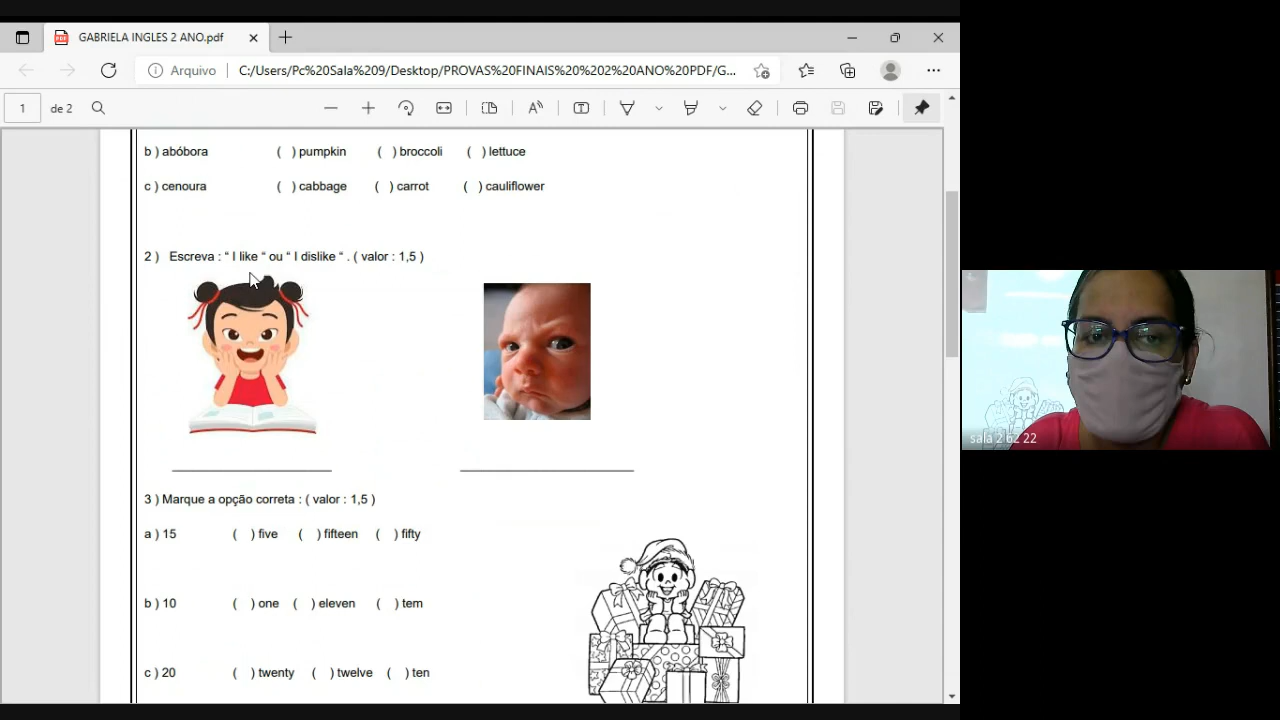 GABRIELA INGLES 2 ANO.pdf
Arquivo C:/Users/Pc%20Sala%209/Desktop/PROVAS%20FINAIS%20%202%20ANO%20PDF/G...
1 de 2
b ) abóbora ( ) pumpkin ( ) broccoli ( ) lettuce
c ) cenoura ( ) cabbage ( ) carrot ( ) cauliflower
2 ) Escreva : “ I like “ ou “ I dislike “ . ( valor : 1,5 )
3 ) Marque a opção correta : ( valor : 1,5 )
a ) 15 ( ) five ( ) fifteen ( ) fifty
b ) 10 ( ) one ( ) eleven ( ) tem
c ) 20 ( ) twenty ( ) twelve ( ) ten
sala 2 b2 22